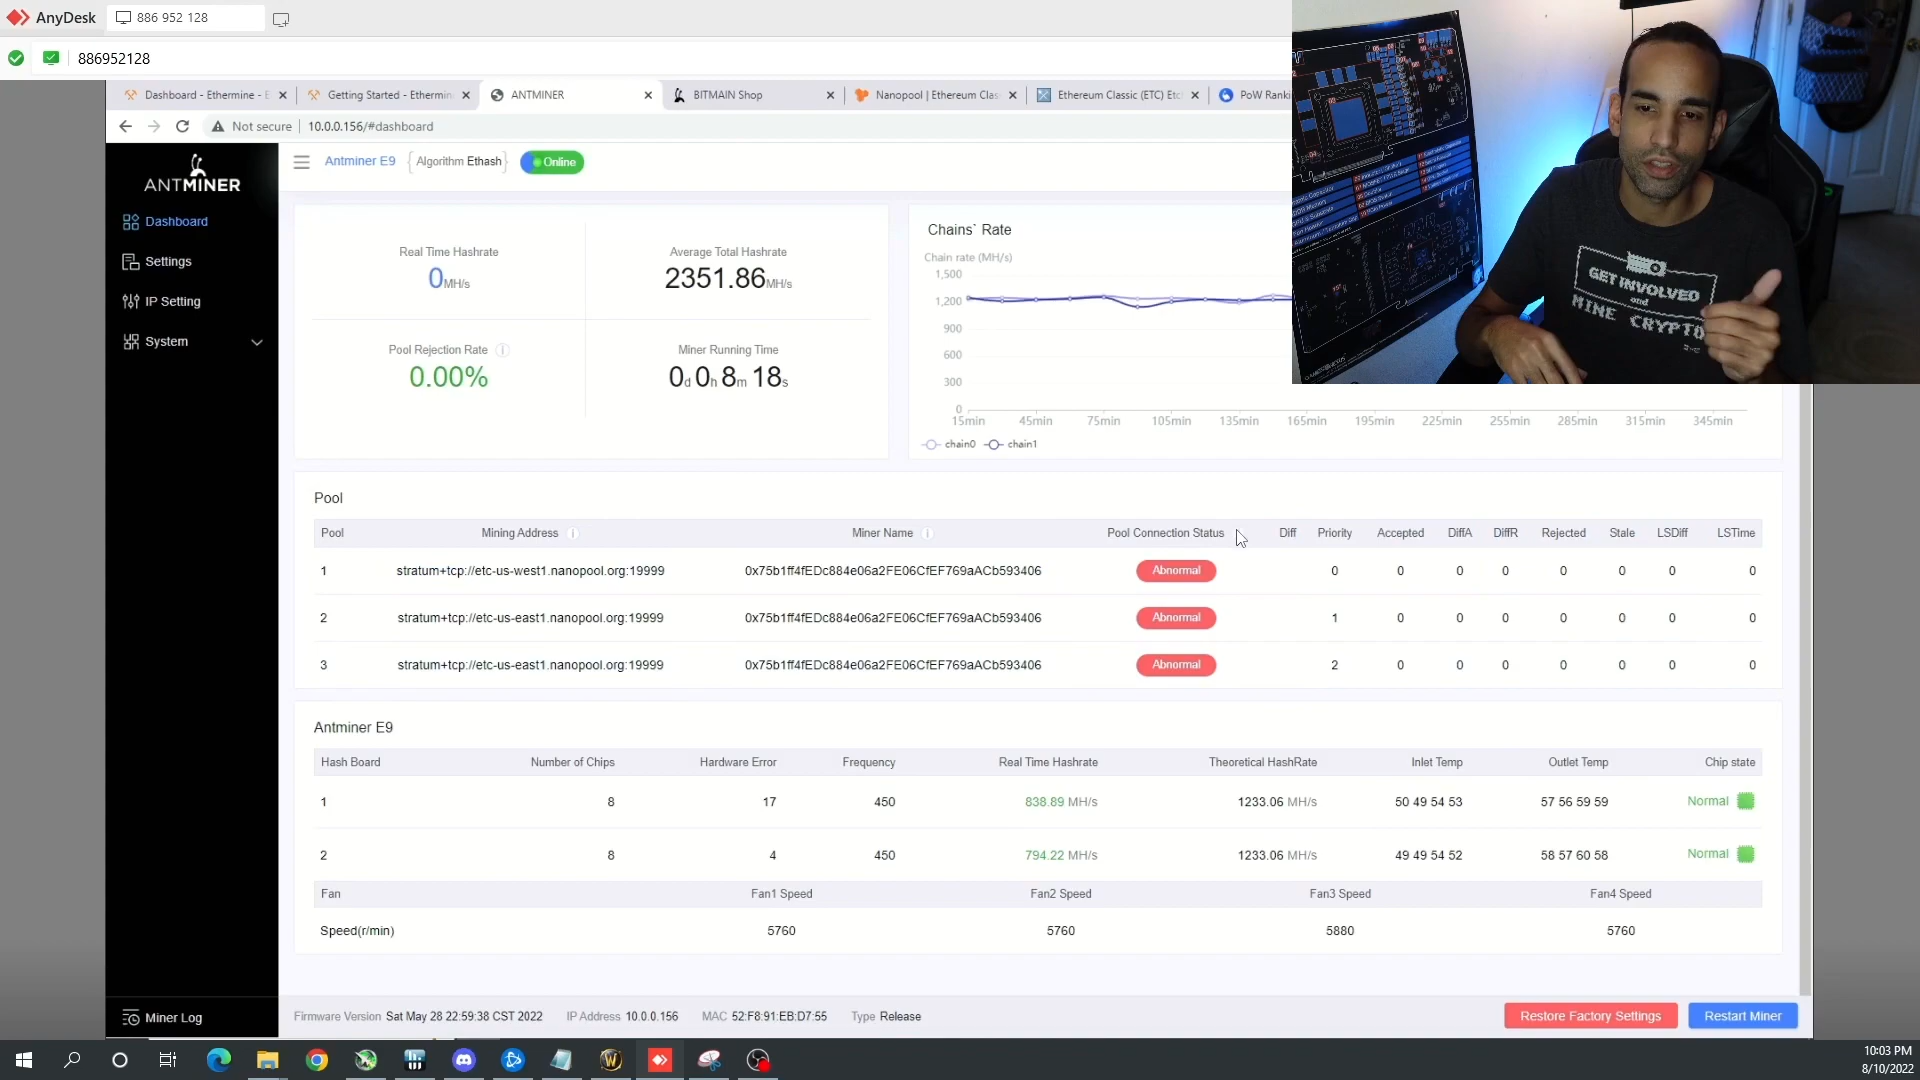 AnyDesk 886 952 128
886952128
Dashboard - Ethermine - E
Getting Started - Ethermin
ANTMINER
BITMAIN Shop
Nanopool | Ethereum Clas
Ethereum Classic (ETC) Etc
PoW Ranki
Not secure 10.0.0.156/#dashboard
ANTMINER
Antminer E9 {Algorithm Ethash} Online
Dashboard
Settings
IP Setting
System
Real Time Hashrate
0MH/s
Average Total Hashrate
2351.86MH/s
Pool Rejection Rate
0.00%
Miner Running Time
0d 0h 8m 18s
Chains` Rate
Chain rate (MH/s)
1,500
1,200
900
600
300
0
15min 45min 75min 105min 135min 165min 195min 225min 255min 285min 315min 345min
chain0 chain1
GET INVOLVED
and
MINE CRYPTO
Pool
Pool Mining Address Miner Name Pool Connection Status Diff Priority Accepted DiffA DiffR Rejected Stale LSDiff LSTime
1 stratum+tcp://etc-us-west1.nanopool.org:19999 0x75b1ff4fEDc884e06a2FE06CfEF769aACb593406 Abnormal 0 0 0 0 0 0 0 0
2 stratum+tcp://etc-us-east1.nanopool.org:19999 0x75b1ff4fEDc884e06a2FE06CfEF769aACb593406 Abnormal 1 0 0 0 0 0 0 0
3 stratum+tcp://etc-us-east1.nanopool.org:19999 0x75b1ff4fEDc884e06a2FE06CfEF769aACb593406 Abnormal 2 0 0 0 0 0 0 0
Antminer E9
Hash Board Number of Chips Hardware Error Frequency Real Time Hashrate Theoretical HashRate Inlet Temp Outlet Temp Chip state
1 8 17 450 838.89 MH/s 1233.06 MH/s 50 49 54 53 57 56 59 59 Normal
2 8 4 450 794.22 MH/s 1233.06 MH/s 49 49 54 52 58 57 60 58 Normal
Fan Fan1 Speed Fan2 Speed Fan3 Speed Fan4 Speed
Speed(r/min) 5760 5760 5880 5760
Miner Log
Firmware Version Sat May 28 22:59:38 CST 2022 IP Address 10.0.0.156 MAC 52:F8:91:EB:D7:55 Type Release
Restore Factory Settings
Restart Miner
10:03 PM
8/10/2022